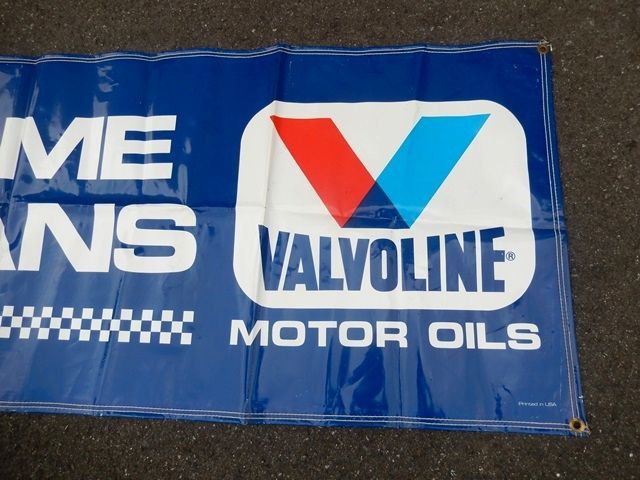 ME
ANS
VALVOLINE®
MOTOR OILS
Printed in USA